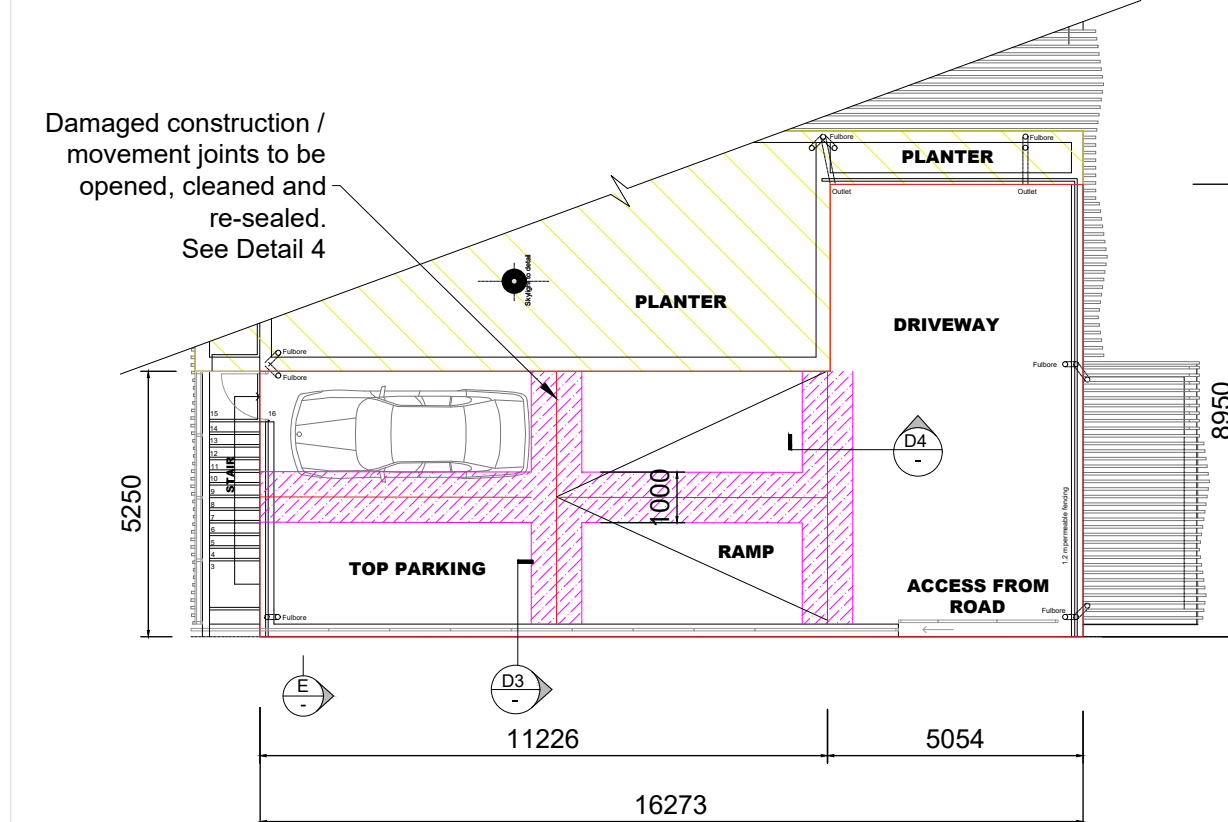 Damaged construction /
movement joints to be
opened, cleaned and
re-sealed.
See Detail 4
Fulbore
Fulbore
PLANTER
Outlet
Outlet
Skylight to detail
PLANTER
DRIVEWAY
Fulbore
Fulbore
Fulbore
15
16
14
13
12
11
10
9
8
7
6
5
4
3
STAIR
D4
-
1000
5250
8950
1.2 m permeable fencing
TOP PARKING
RAMP
ACCESS FROM
ROAD
Fulbore
Fulbore
E
-
D3
-
11226
5054
16273